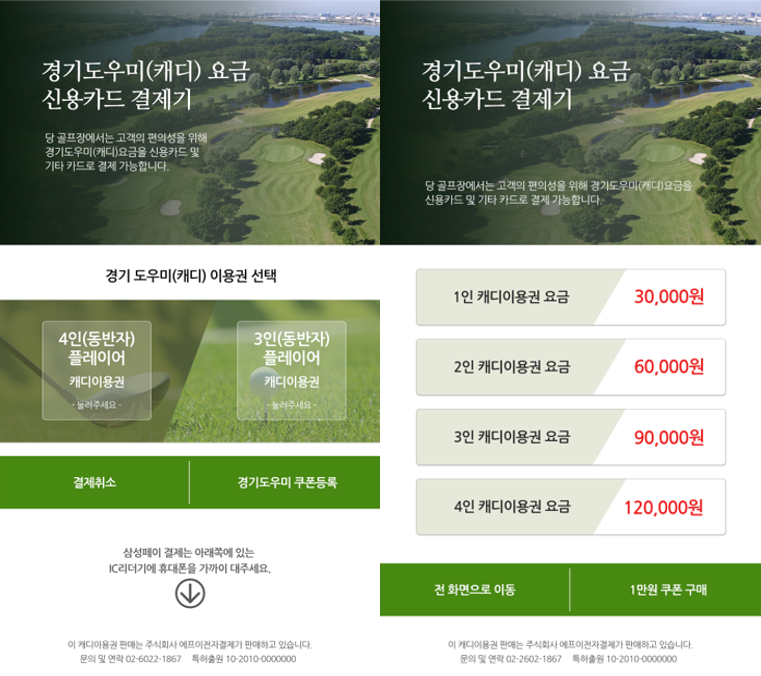 경기도우미(캐디) 요금
신용카드 결제기
당 골프장에서는 고객의 편의성을 위해
경기도우미(캐디)요금을 신용카드 및
기타 카드로 결제 가능합니다.
경기 도우미(캐디) 이용권 선택
4인(동반자)
플레이어
캐디이용권
- 눌러주세요 -
3인(동반자)
플레이어
캐디이용권
- 눌러주세요 -
결제취소
경기도우미 쿠폰등록
삼성페이 결제는 아래쪽에 있는
IC리더기에 휴대폰을 가까이 대주세요.
이 캐디이용권 판매는 주식회사 에프이전자결제가 판매하고 있습니다.
문의 및 연락 02-6022-1867 특허출원 10-2010-0000000
경기도우미(캐디) 요금
신용카드 결제기
당 골프장에서는 고객의 편의성을 위해 경기도우미(캐디)요금을
신용카드 및 기타 카드로 결제 가능합니다.
1인 캐디이용권 요금 30,000원
2인 캐디이용권 요금 60,000원
3인 캐디이용권 요금 90,000원
4인 캐디이용권 요금 120,000원
전 화면으로 이동
1만원 쿠폰 구매
이 캐디이용권 판매는 주식회사 에프이전자결제가 판매하고 있습니다.
문의 및 연락 02-2602-1867 특허출원 10-2010-0000000